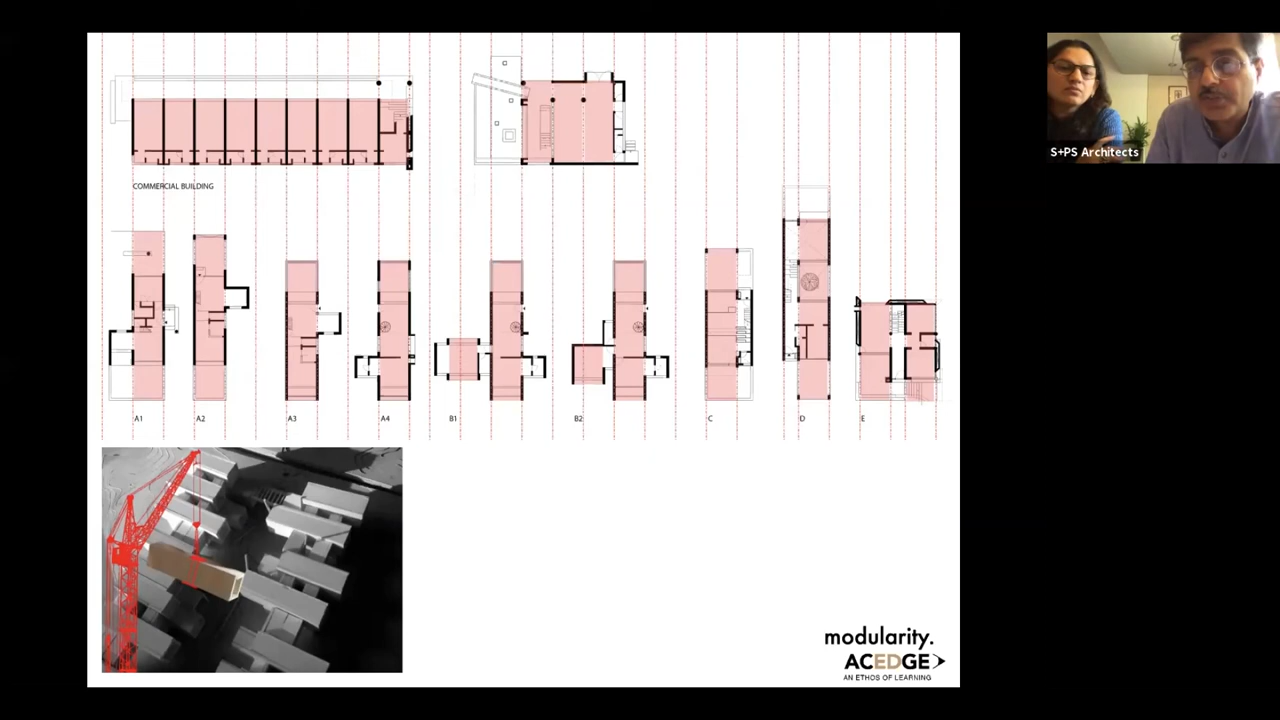 S+PS Architects
COMMERCIAL BUILDING
A1
A2
A3
A4
B1
B2
C
D
E
modularity.
ACEDGE
AN ETHOS OF LEARNING